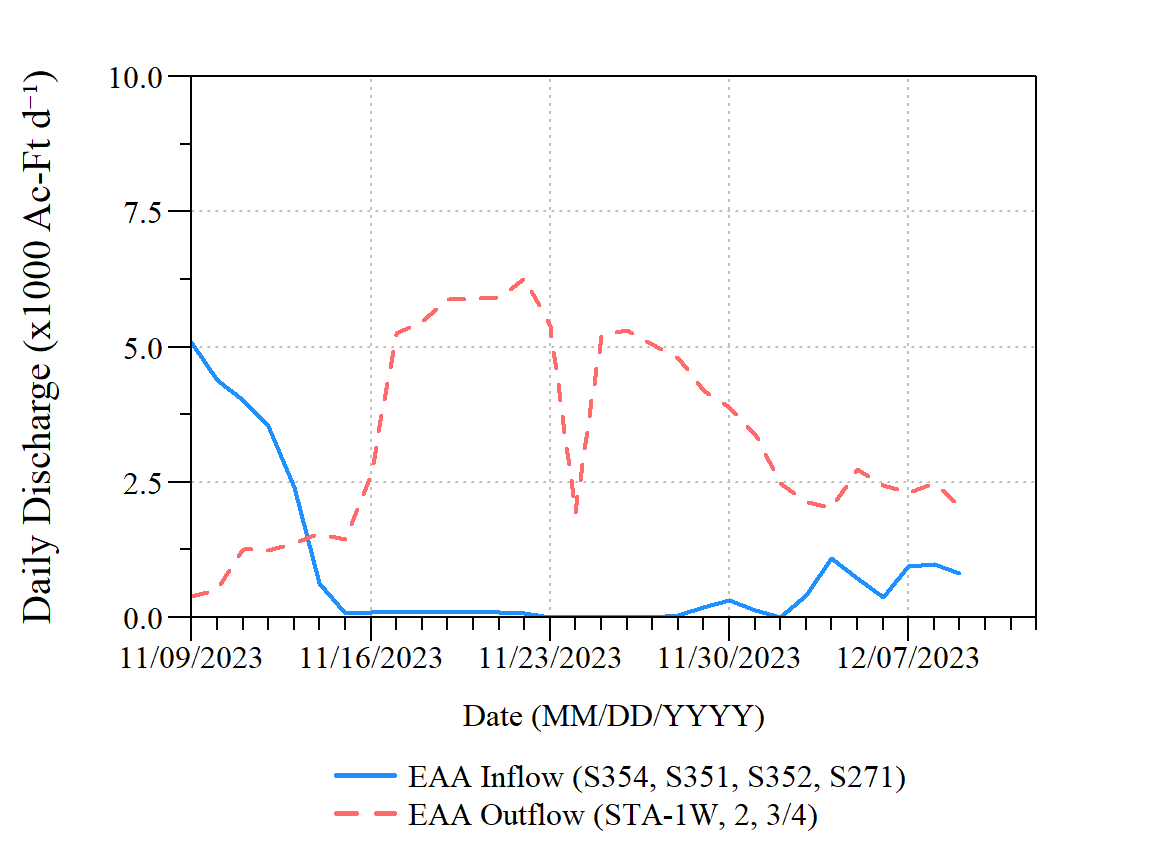 Daily Discharge (x1000 Ac-Ft d⁻¹)
10.0
7.5
5.0
2.5
0.0
11/09/2023 11/16/2023 11/23/2023 11/30/2023 12/07/2023
Date (MM/DD/YYYY)
EAA Inflow (S354, S351, S352, S271)
EAA Outflow (STA-1W, 2, 3/4)